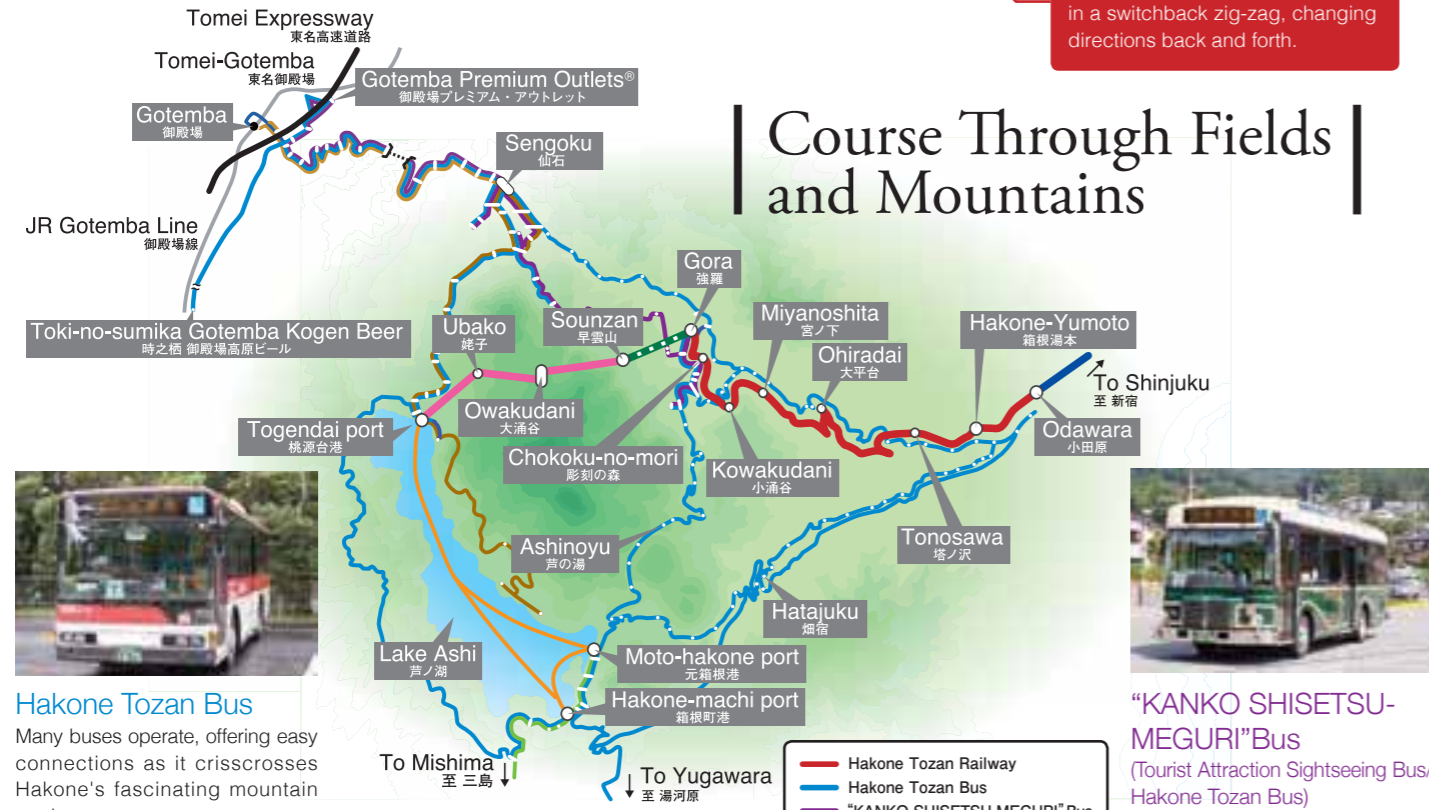 in a switchback zig-zag, changing
directions back and forth.
Course Through Fields
and Mountains
Tomei Expressway
東名高速道路
Tomei-Gotemba
東名御殿場
Gotemba Premium Outlets®
御殿場プレミアム・アウトレット
Gotemba
御殿場
Sengoku
仙石
JR Gotemba Line
御殿場線
Toki-no-sumika Gotemba Kogen Beer
時之栖 御殿場高原ビール
Gora
強羅
Ubako
姥子
Sounzan
早雲山
Miyanoshita
宮ノ下
Ohiradai
大平台
Hakone-Yumoto
箱根湯本
To Shinjuku
至 新宿
Owakudani
大涌谷
Togendai port
桃源台港
Chokoku-no-mori
彫刻の森
Kowakudani
小涌谷
Odawara
小田原
Tonosawa
塔ノ沢
Ashinoyu
芦の湯
Hatajuku
畑宿
Lake Ashi
芦ノ湖
Moto-hakone port
元箱根港
Hakone-machi port
箱根町港
To Mishima
至 三島
To Yugawara
至 湯河原
Hakone Tozan Bus
Many buses operate, offering easy
connections as it crisscrosses
Hakone's fascinating mountain
Hakone Tozan Railway
Hakone Tozan Bus
"KANKO SHISETSU-MEGURI" Bus
"KANKO SHISETSU-
MEGURI"Bus
(Tourist Attraction Sightseeing Bus/
Hakone Tozan Bus)